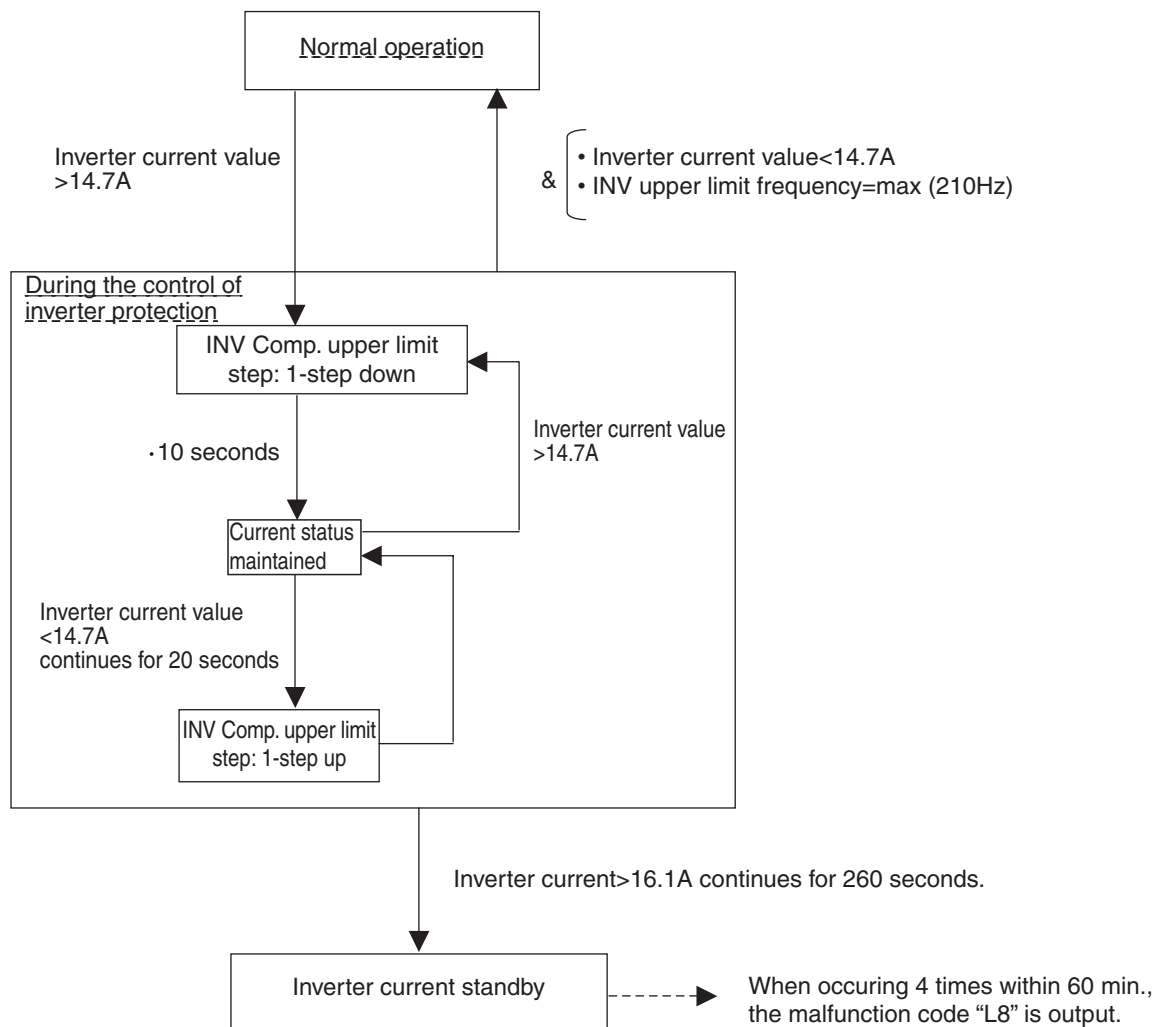 Normal operation
Inverter current value
>14.7A
&
• Inverter current value<14.7A
• INV upper limit frequency=max (210Hz)
During the control of
inverter protection
INV Comp. upper limit
step: 1-step down
Inverter current value
>14.7A
·10 seconds
Current status
maintained
Inverter current value
<14.7A
continues for 20 seconds
INV Comp. upper limit
step: 1-step up
Inverter current>16.1A continues for 260 seconds.
Inverter current standby
When occuring 4 times within 60 min.,
the malfunction code “L8” is output.